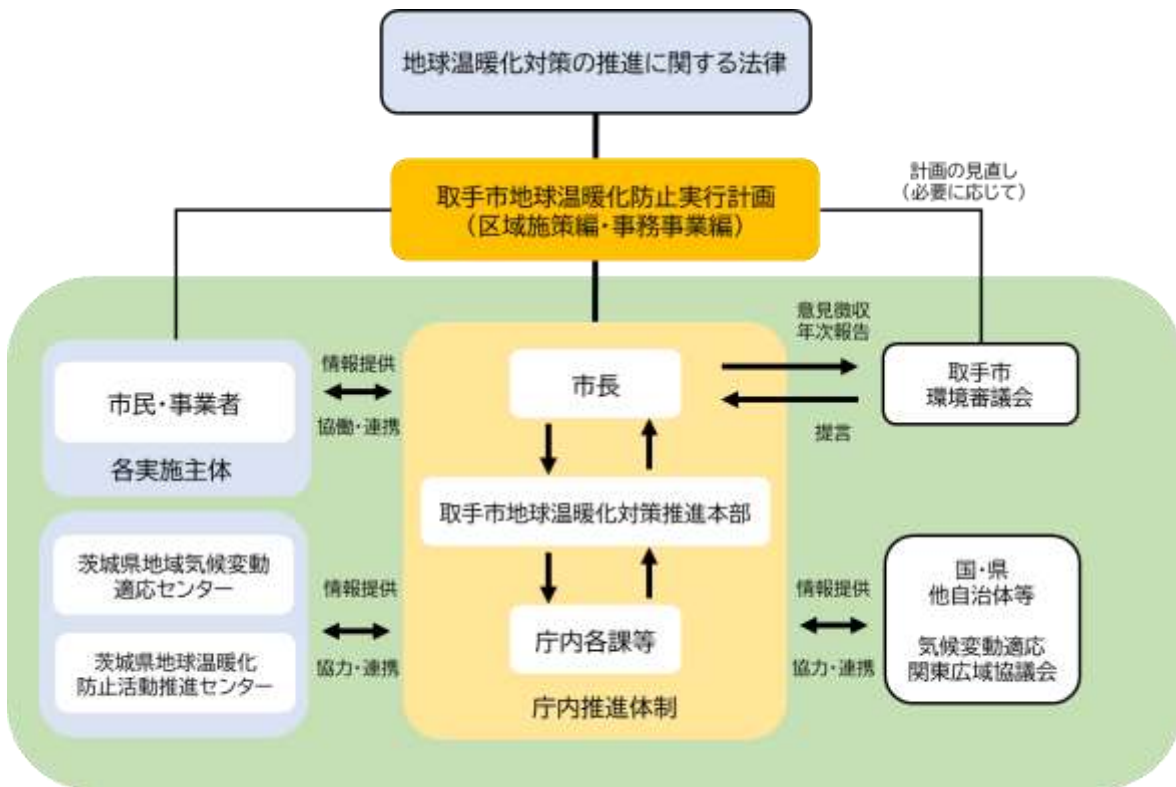 地球温暖化対策の推進に関する法律
取手市地球温暖化防止実行計画
（区域施策編・事務事業編）
計画の見直し
（必要に応じて）
市民・事業者
各実施主体
情報提供
協働・連携
市長
意見徴収
年次報告
提言
取手市
環境審議会
取手市地球温暖化対策推進本部
茨城県地域気候変動
適応センター
茨城県地球温暖化
防止活動推進センター
情報提供
協力・連携
庁内各課等
庁内推進体制
情報提供
協力・連携
国・県
他自治体等
気候変動適応
関東広域協議会